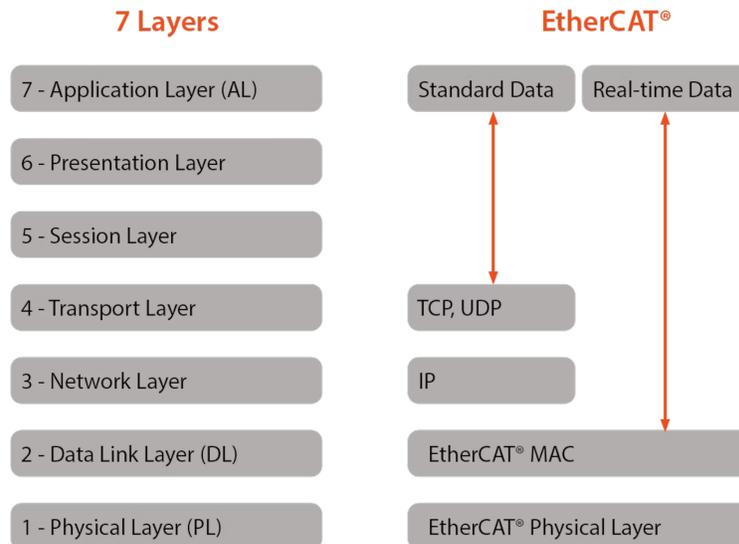 7 Layers
EtherCAT®
7 - Application Layer (AL)
Standard Data
Real-time Data
6 - Presentation Layer
5 - Session Layer
4 - Transport Layer
TCP, UDP
3 - Network Layer
IP
2 - Data Link Layer (DL)
EtherCAT® MAC
1 - Physical Layer (PL)
EtherCAT® Physical Layer